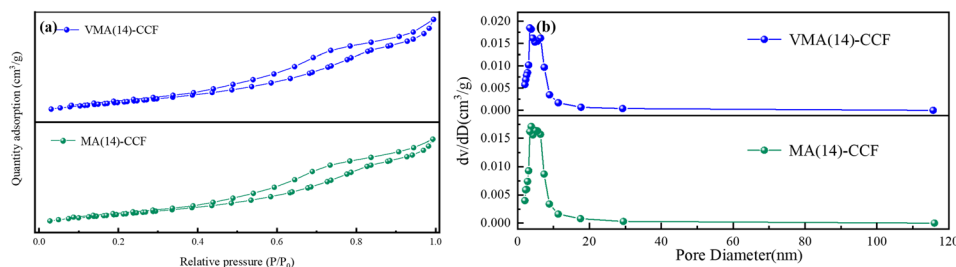 (a)
VMA(14)-CCF
MA(14)-CCF
Quantity adsorption (cm³/g)
0.0 0.2 0.4 0.6 0.8 1.0
Relative pressure (P/P₀)
(b)
VMA(14)-CCF
0.020
0.015
0.010
0.005
0.000
MA(14)-CCF
0.015
0.010
0.005
0.000
dv/dD(cm³/g)
0 20 40 60 80 100 120
Pore Diameter(nm)